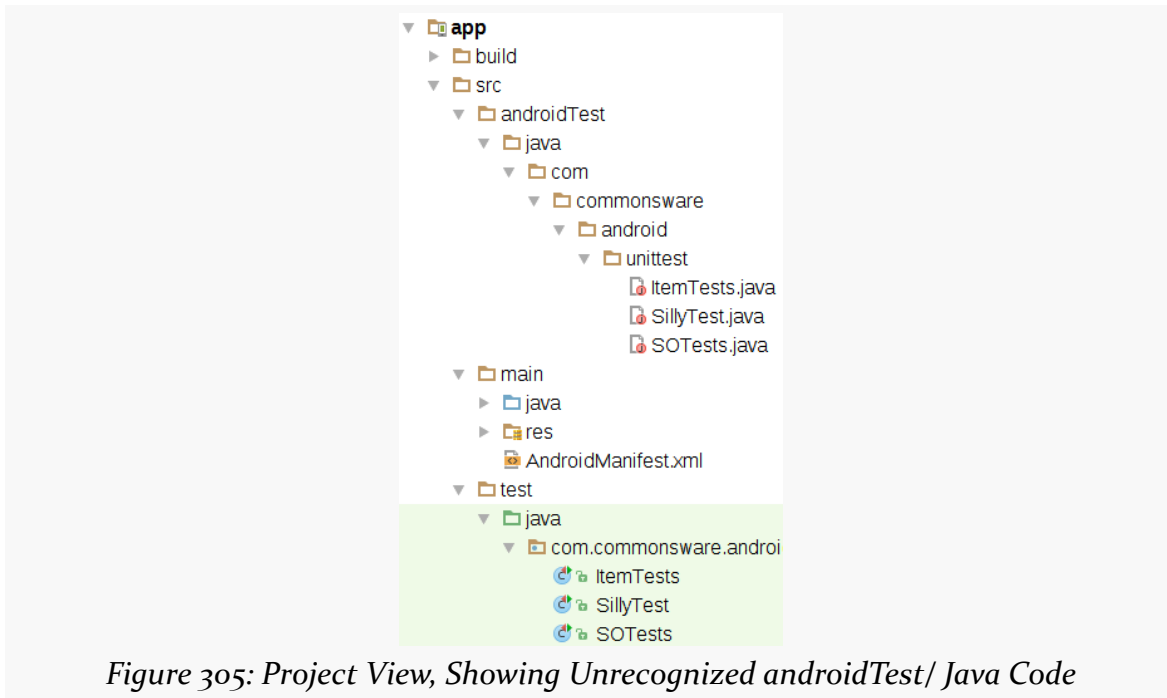 app
build
src
androidTest
java
com
commonsware
android
unittest
ItemTests.java
SillyTest.java
SOTests.java
main
java
res
AndroidManifest.xml
test
java
com.commonsware.androi
ItemTests
SillyTest
SOTests
Figure 305: Project View, Showing Unrecognized androidTest/ Java Code